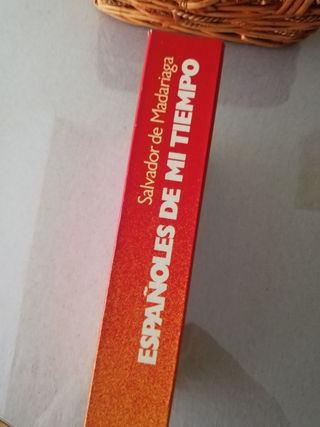 Salvador de Madariaga
ESPAÑOLES DE MI TIEMPO